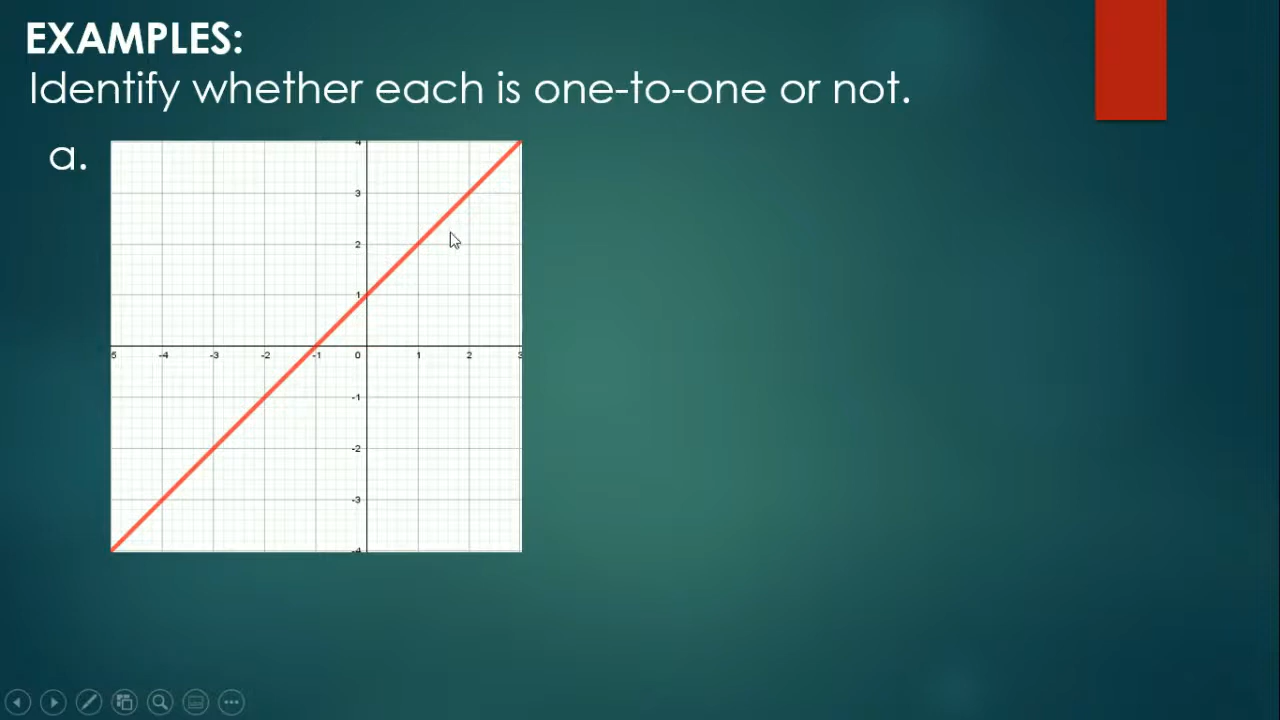 EXAMPLES:
Identify whether each is one-to-one or not.
a.
4
3
2
1
5 -4 -3 -2 -1 0 1 2 3
-1
-2
-3
-4